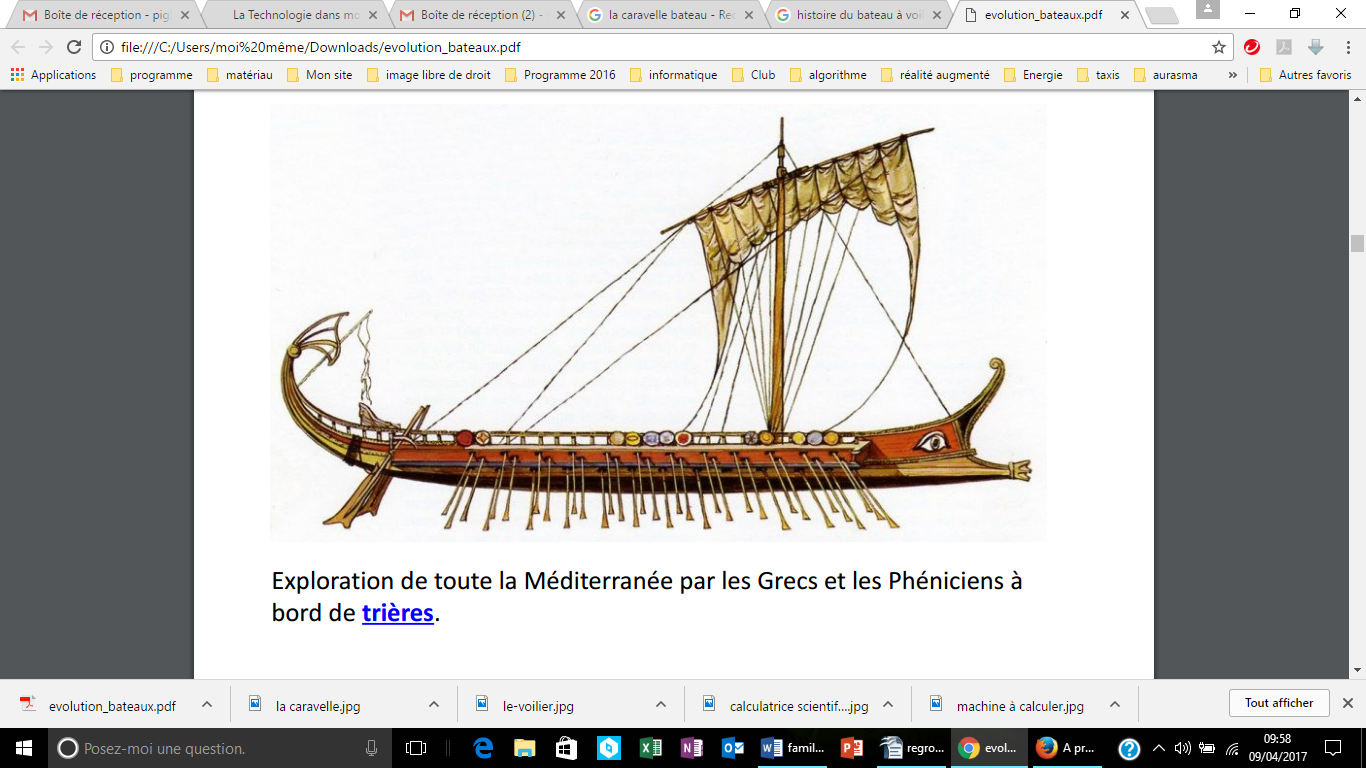 Boîte de réception - pigl
La Technologie dans mo
Boîte de réception (2) -
la caravelle bateau - Rec
histoire du bateau à voil
evolution_bateaux.pdf
file:///C:/Users/moi%20même/Downloads/evolution_bateaux.pdf
Applications programme matériau Mon site image libre de droit Programme 2016 informatique Club algorithme réalité augmenté Energie taxis aurasma » Autres favoris
Exploration de toute la Méditerranée par les Grecs et les Phéniciens à
bord de trières.
evolution_bateaux.pdf la caravelle.jpg le-voilier.jpg calculatrice scientif....jpg machine à calculer.jpg Tout afficher
Posez-moi une question. famil... regro... evol... A pr... 09:58
09/04/2017